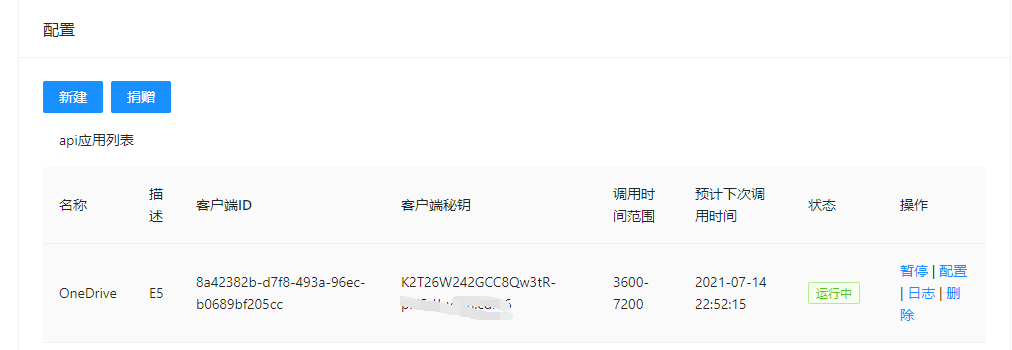 配置
新建 捐赠
api应用列表
名称 描述 客户端ID 客户端秘钥 调用时间范围 预计下次调用时间 状态 操作
OneDrive E5 8a42382b-d7f8-493a-96ec-b0689bf205cc K2T26W242GCC8Qw3tR- 3600-7200 2021-07-14 22:52:15 运行中 暂停 | 配置 | 日志 | 删除